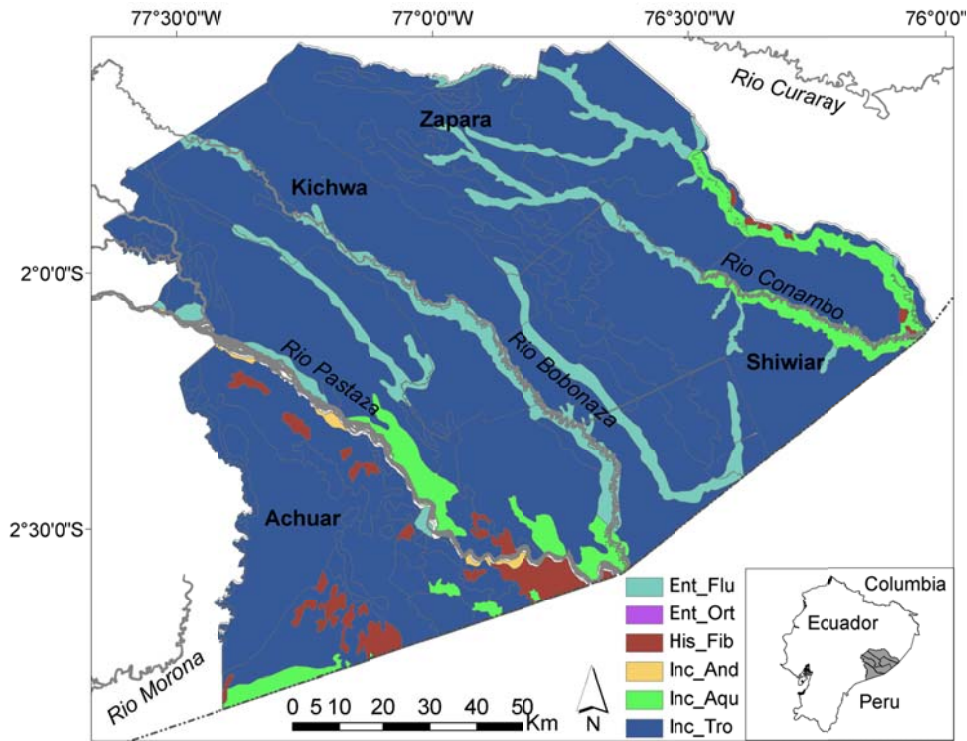 77°30'0"W 77°0'0"W 76°30'0"W 76°0'0"W
Rio Curaray
Zapara
Kichwa
2°0'0"S
Rio Conambo
Rio Pastaza
Rio Bobonaza
Shiwiar
Achuar
2°30'0"S
Rio Morona
0 5 10 20 30 40 50 Km
N
Ent_Flu
Ent_Ort
His_Fib
Inc_And
Inc_Aqu
Inc_Tro
Columbia
Ecuador
Peru